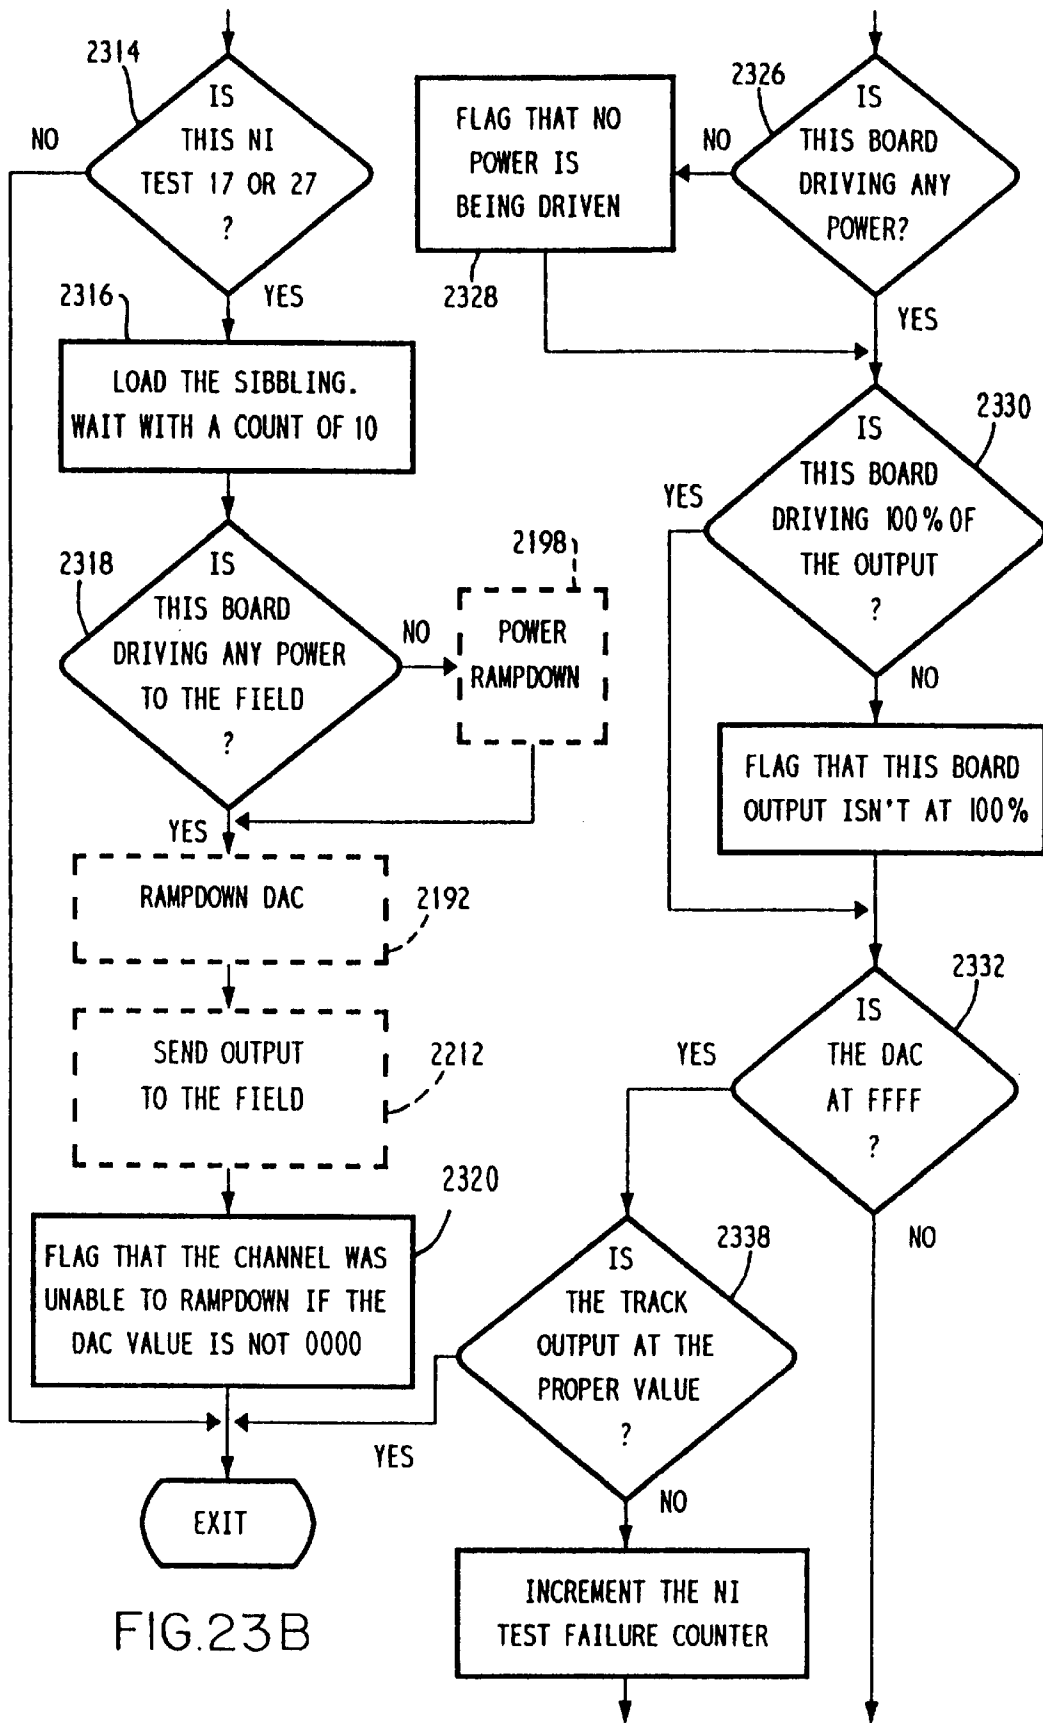 2314
IS
THIS NI
TEST 17 OR 27
?
NO
YES
2316
LOAD THE SIBBLING.
WAIT WITH A COUNT OF 10
2318
IS
THIS BOARD
DRIVING ANY POWER
TO THE FIELD
?
NO
2198
POWER
RAMPDOWN
YES
RAMPDOWN DAC
2192
SEND OUTPUT
TO THE FIELD
2212
2320
FLAG THAT THE CHANNEL WAS
UNABLE TO RAMPDOWN IF THE
DAC VALUE IS NOT 0000
EXIT
2326
IS
THIS BOARD
DRIVING ANY
POWER?
NO
FLAG THAT NO
POWER IS
BEING DRIVEN
2328
YES
2330
IS
THIS BOARD
DRIVING 100% OF
THE OUTPUT
?
YES
NO
FLAG THAT THIS BOARD
OUTPUT ISN'T AT 100%
2332
IS
THE DAC
AT FFFF
?
YES
NO
2338
IS
THE TRACK
OUTPUT AT THE
PROPER VALUE
?
YES
NO
INCREMENT THE NI
TEST FAILURE COUNTER
FIG.23B